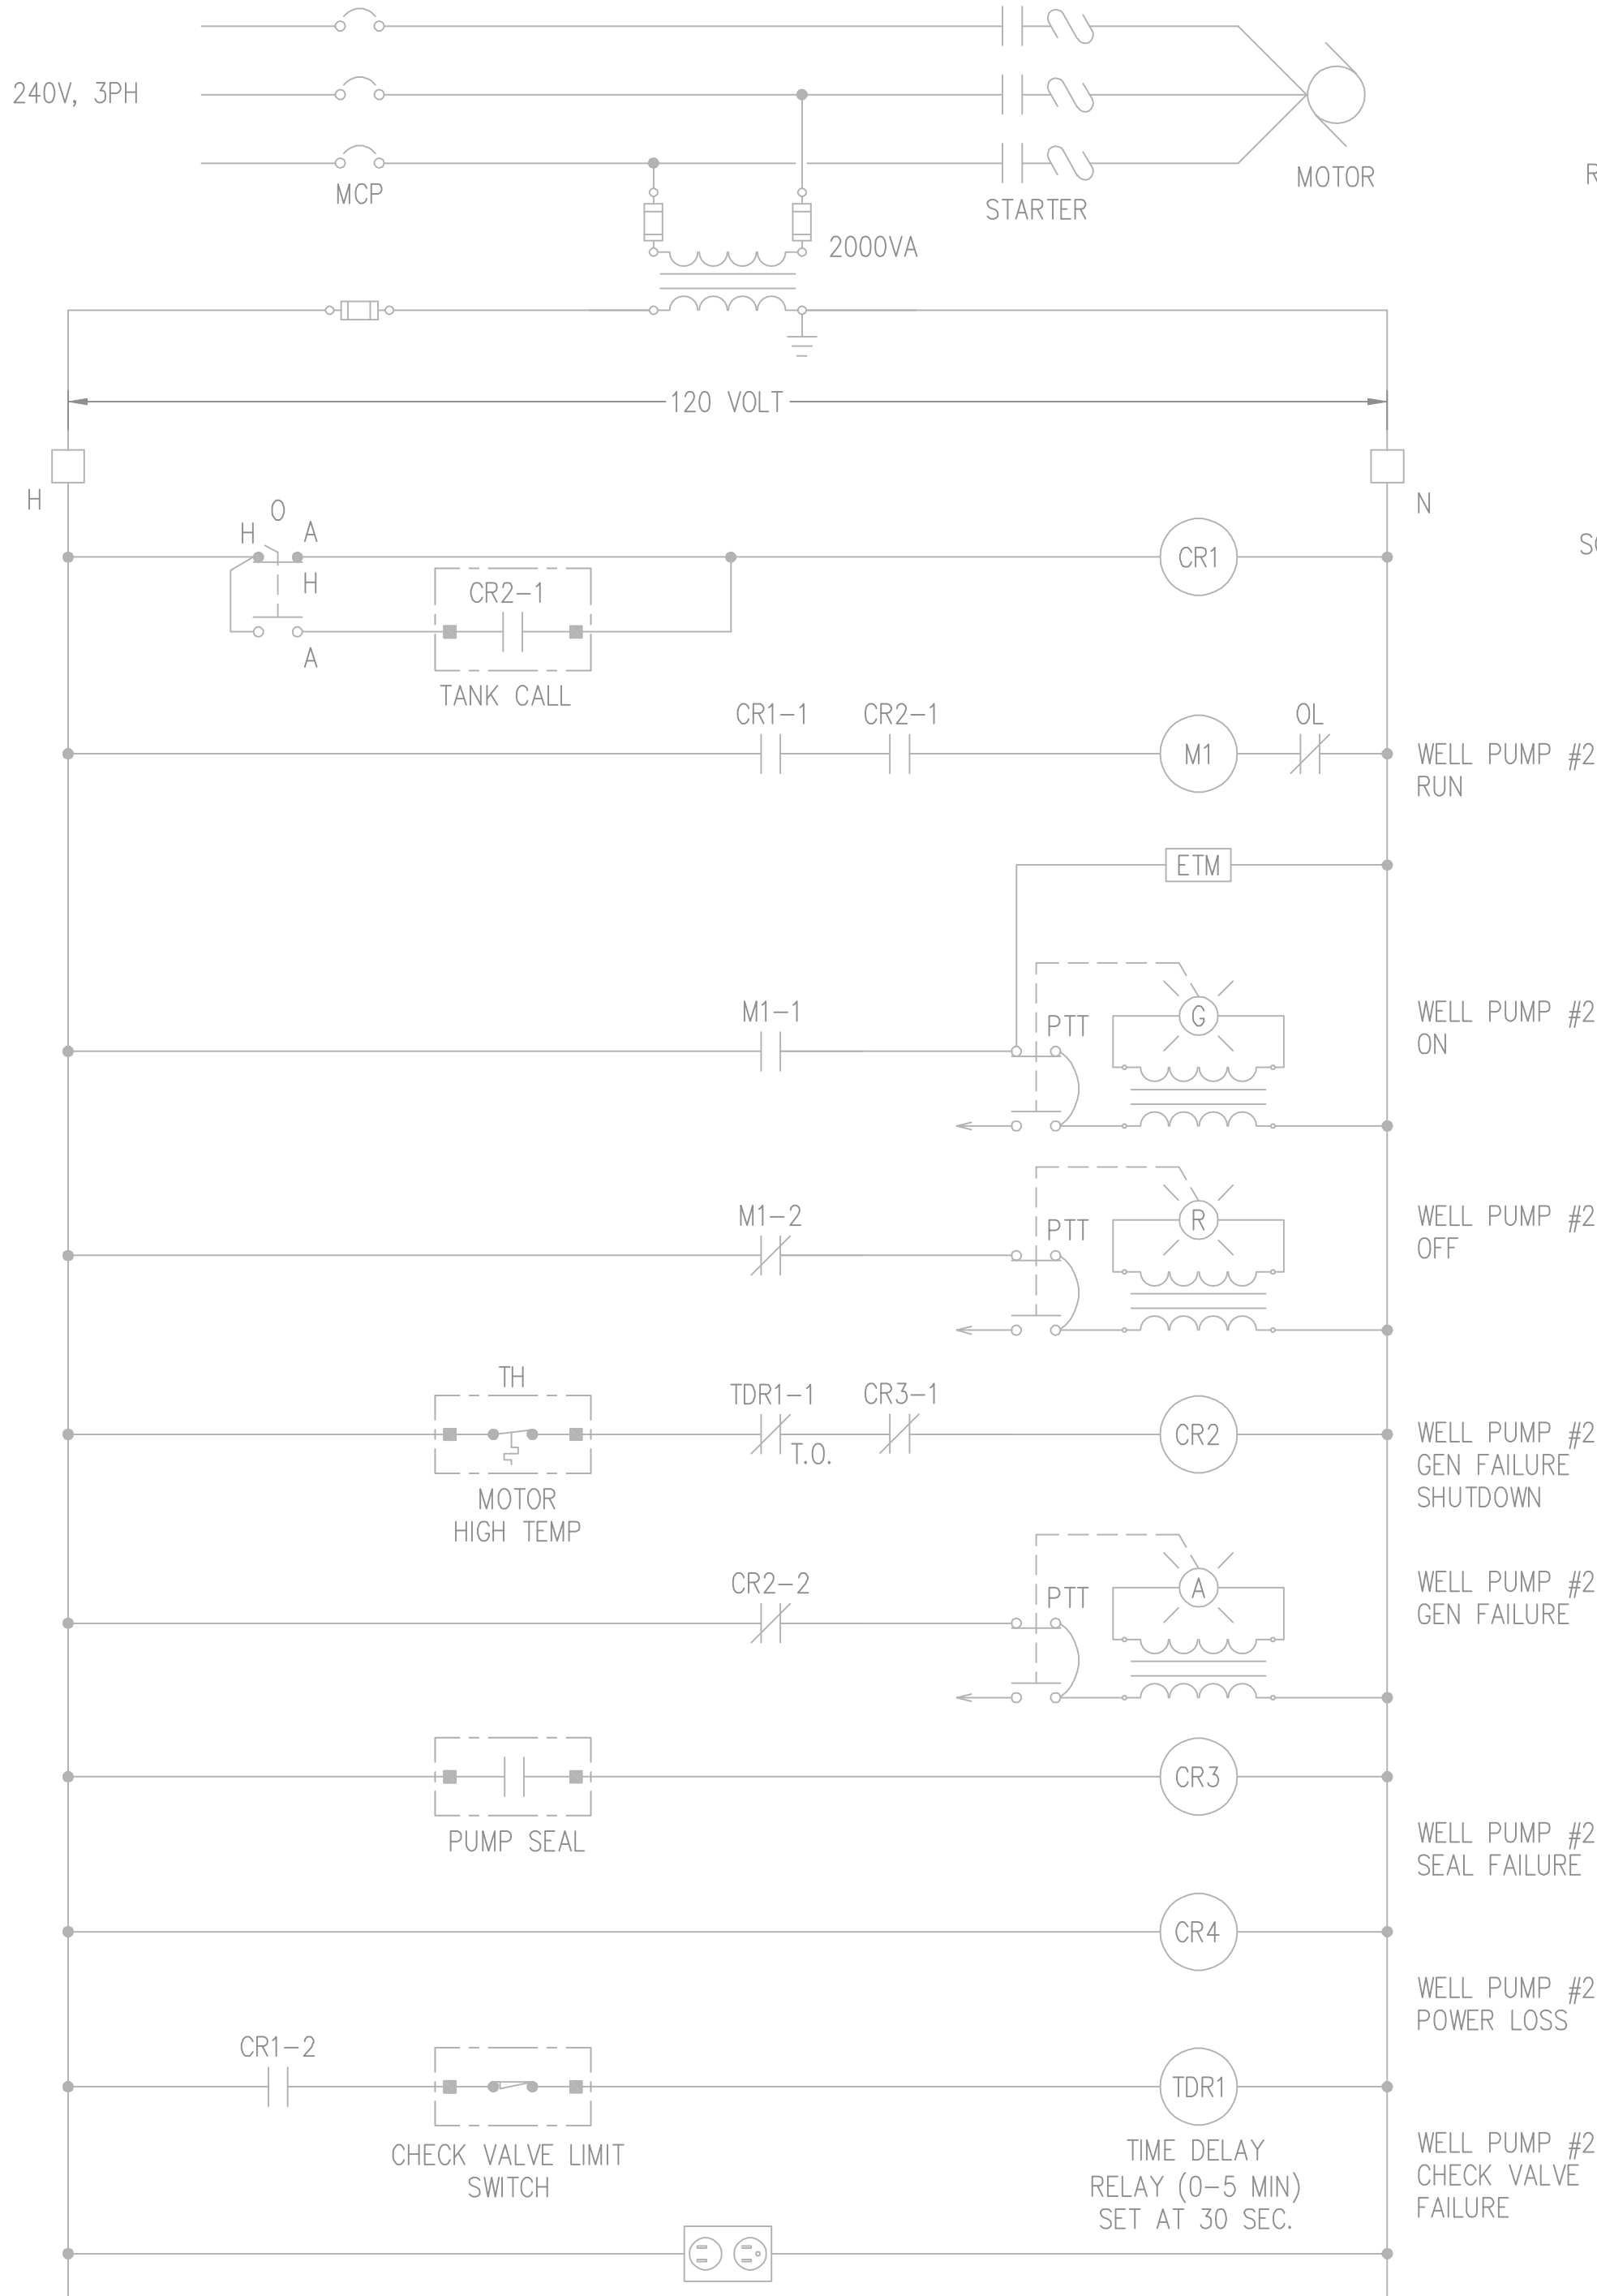 240V, 3PH
MCP
STARTER
MOTOR
R
2000VA
120 VOLT
H
N
O
H
A
H
A
CR2-1
TANK CALL
CR1
SC
CR1-1
CR2-1
M1
OL
WELL PUMP #2
RUN
ETM
M1-1
PTT
G
WELL PUMP #2
ON
M1-2
PTT
R
WELL PUMP #2
OFF
TH
MOTOR
HIGH TEMP
TDR1-1
T.O.
CR3-1
CR2
WELL PUMP #2
GEN FAILURE
SHUTDOWN
CR2-2
PTT
A
WELL PUMP #2
GEN FAILURE
PUMP SEAL
CR3
WELL PUMP #2
SEAL FAILURE
CR4
WELL PUMP #2
POWER LOSS
CR1-2
CHECK VALVE LIMIT
SWITCH
TDR1
TIME DELAY
RELAY (0-5 MIN)
SET AT 30 SEC.
WELL PUMP #2
CHECK VALVE
FAILURE